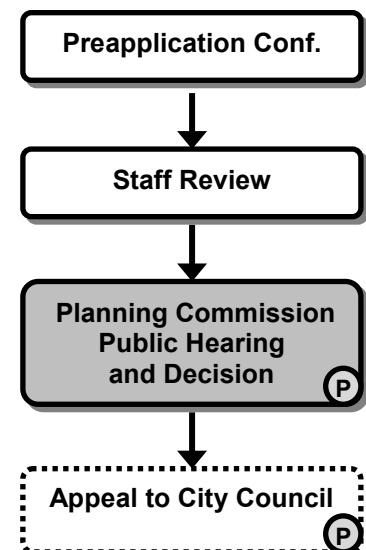 Preapplication Conf.
Staff Review
Planning Commission
Public Hearing
and Decision
P
Appeal to City Council
P